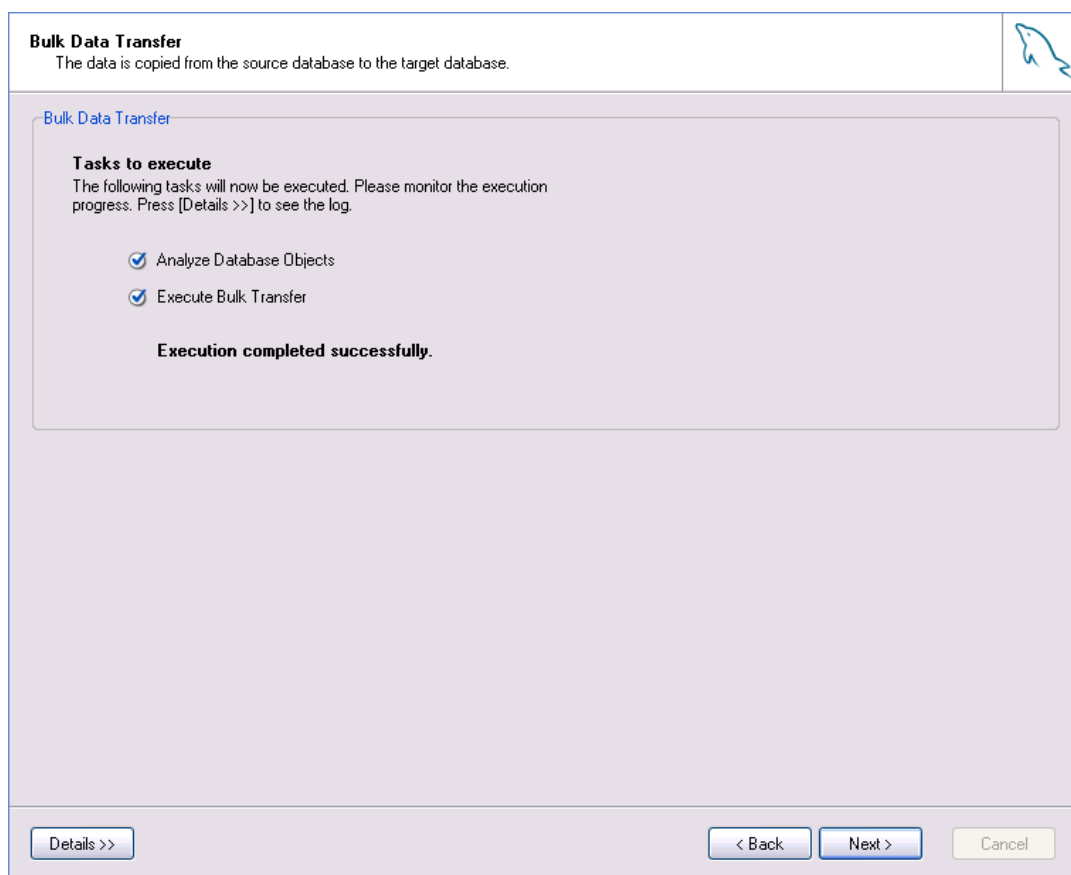 Bulk Data Transfer
The data is copied from the source database to the target database.
Bulk Data Transfer
Tasks to execute
The following tasks will now be executed. Please monitor the execution
progress. Press [Details >>] to see the log.
Analyze Database Objects
Execute Bulk Transfer
Execution completed successfully.
Details >>
< Back
Next >
Cancel